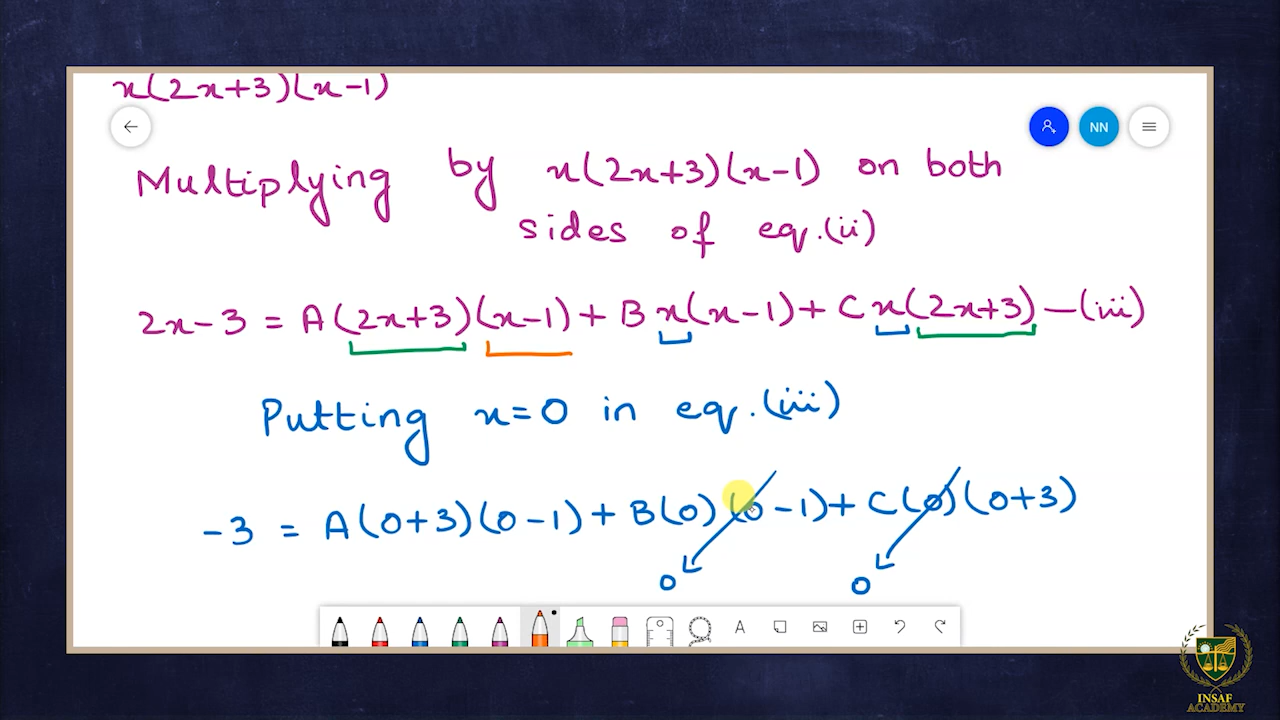 x(2x+3)(x-1)
NN
Multiplying by x(2x+3)(x-1) on both
sides of eq.(ii)
2x-3 = A(2x+3)(x-1) + Bx(x-1) + Cx(2x+3) —(iii)
Putting x=0 in eq.(iii)
-3 = A(0+3)(0-1) + B(0)(0-1) + C(0)(0+3)
0 0
A
INSAF
ACADEMY